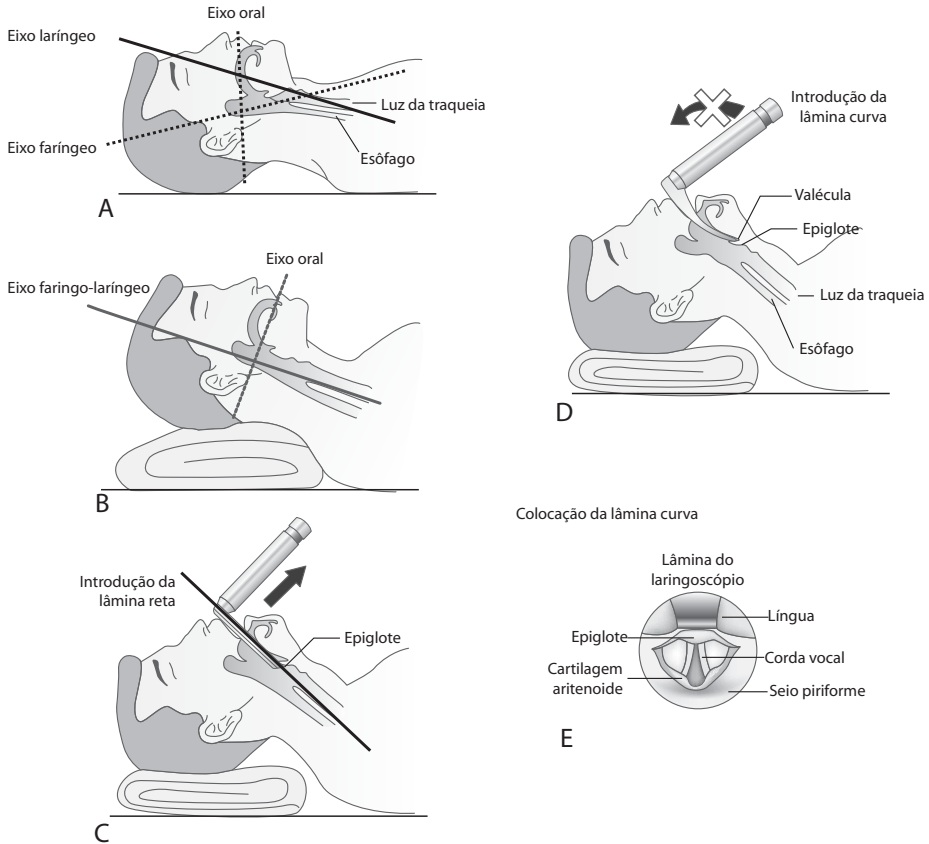 Eixo oral
Eixo laríngeo
Luz da traqueia
Eixo faríngeo
Esôfago
A
Eixo oral
Eixo faringo-laríngeo
B
Introdução da
lâmina reta
Epiglote
C
Introdução da
lâmina curva
Valécula
Epiglote
Luz da traqueia
Esôfago
D
Colocação da lâmina curva
Lâmina do
laringoscópio
Língua
Epiglote
Corda vocal
Cartilagem
aritenoide
Seio piriforme
E